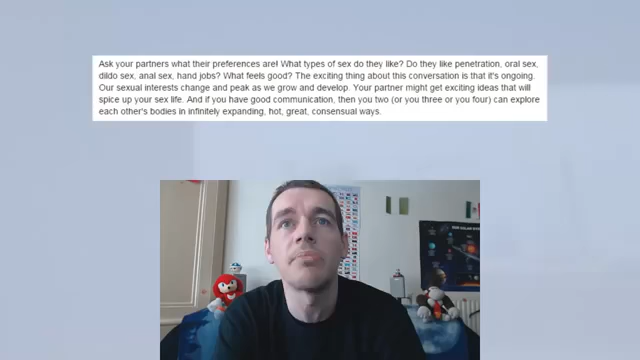 Ask your partners what their preferences are! What types of sex do they like? Do they like penetration, oral sex,
dildo sex, anal sex, hand jobs? What feels good? The exciting thing about this conversation is that it's ongoing.
Our sexual interests change and peak as we grow and develop. Your partner might get exciting ideas that will
spice up your sex life. And if you have good communication, then you two (or you three or you four) can explore
each other's bodies in infinitely expanding, hot, great, consensual ways.